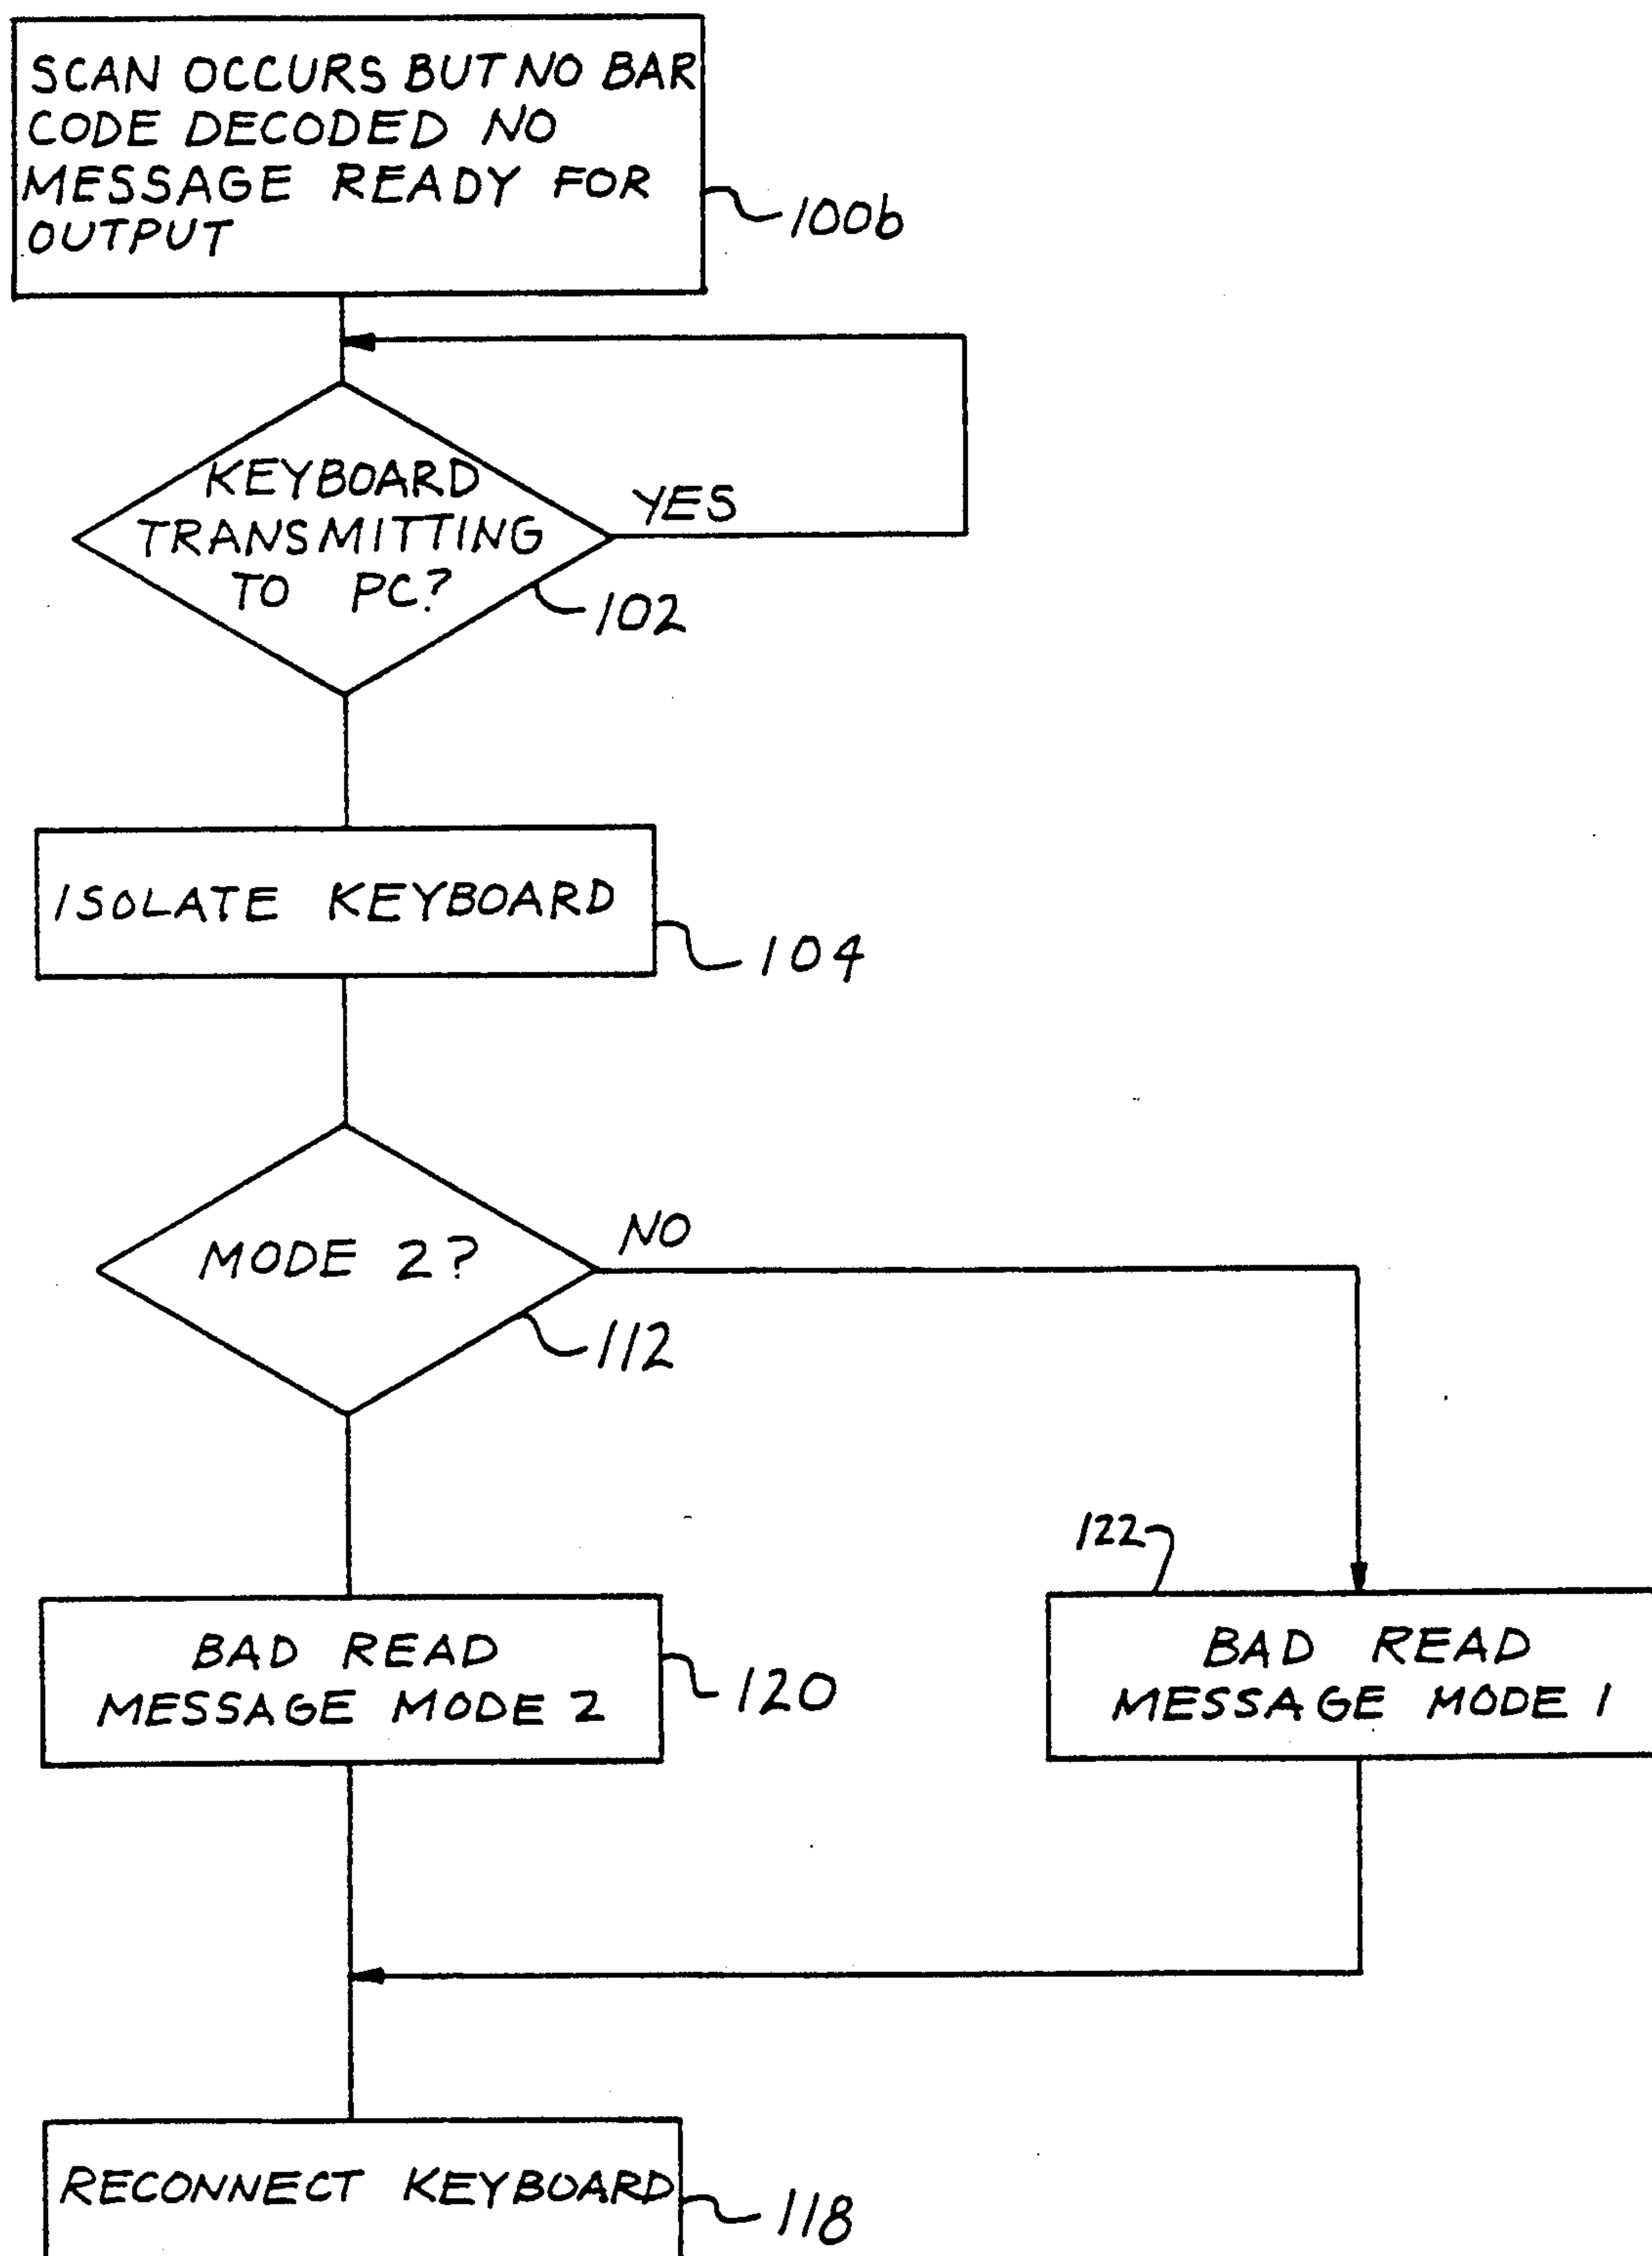 SCAN OCCURS BUT NO BAR
CODE DECODED NO
MESSAGE READY FOR
OUTPUT
100b
KEYBOARD
TRANSMITTING
TO PC?
YES
102
ISOLATE KEYBOARD
104
MODE 2?
NO
112
122
BAD READ
MESSAGE MODE 2
120
BAD READ
MESSAGE MODE 1
RECONNECT KEYBOARD
118